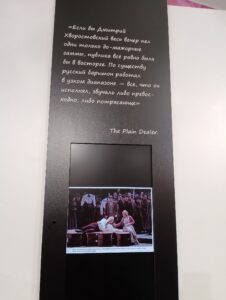 «Если бы Дмитрий
Хворостовский весь вечер пел
одни только до-мажорные
гаммы, публика все равно была
бы в восторге. По существу
русский баритон работал
в узком диапазоне – все, что он
исполнял, звучало либо превос-
ходно, либо потрясающе»
The Plain Dealer